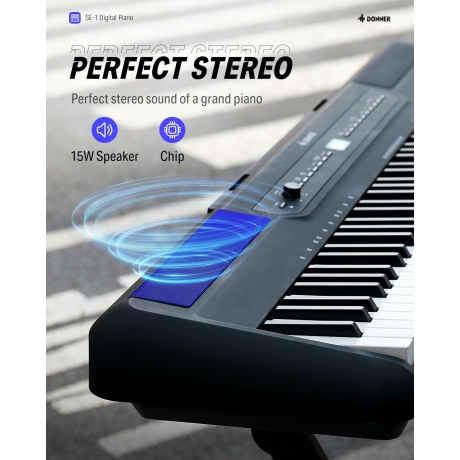 SE-1 Digital Piano
DONNER
PERFECT STEREO
PERFECT STEREO
Perfect stereo sound of a grand piano
15W Speaker
Chip